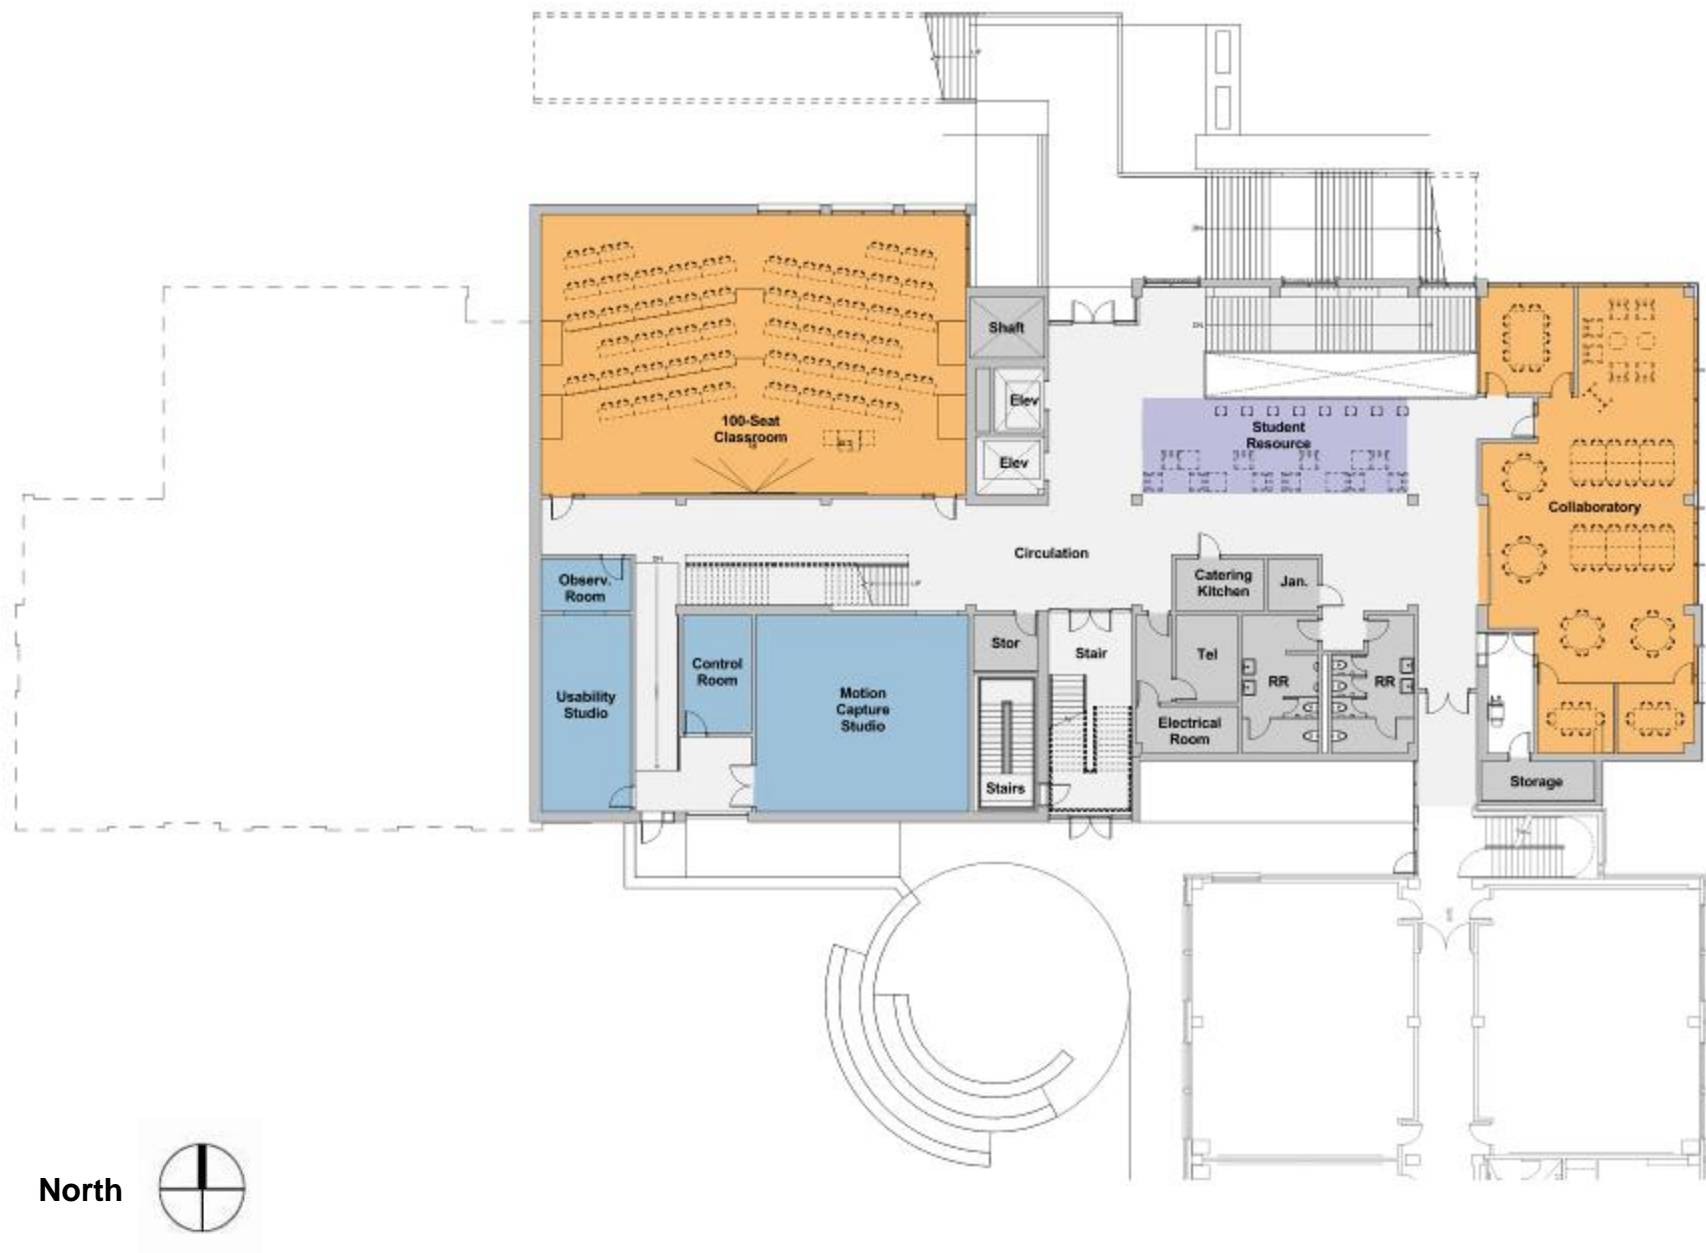 Shaft
Elev
100-Seat
Classroom
Student
Resource
Elev
Collaboratory
Circulation
Observ.
Room
Catering
Kitchen
Jan.
Stor
Stair
Tel
Control
Room
RR
RR
Usability
Studio
Motion
Capture
Studio
Electrical
Room
Stairs
Storage
North